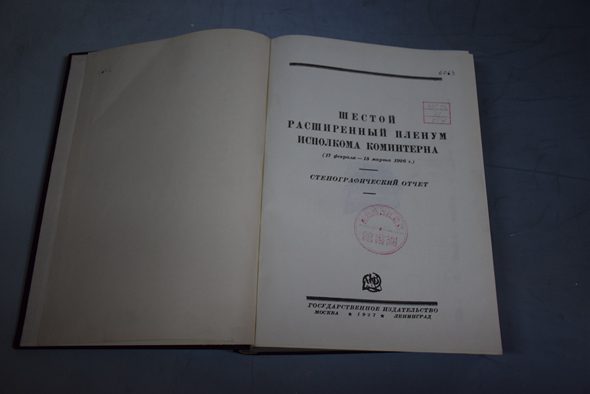 ШЕСТОЙ
РАСШИРЕННЫЙ ПЛЕНУМ
ИСПОЛКОМА КОМИНТЕРНА
(17 февраля — 15 марта 1926 г.)
СТЕНОГРАФИЧЕСКИЙ ОТЧЕТ
ГОСУДАРСТВЕННОЕ ИЗДАТЕЛЬСТВО
МОСКВА ★ 1927 ★ ЛЕНИНГРАД